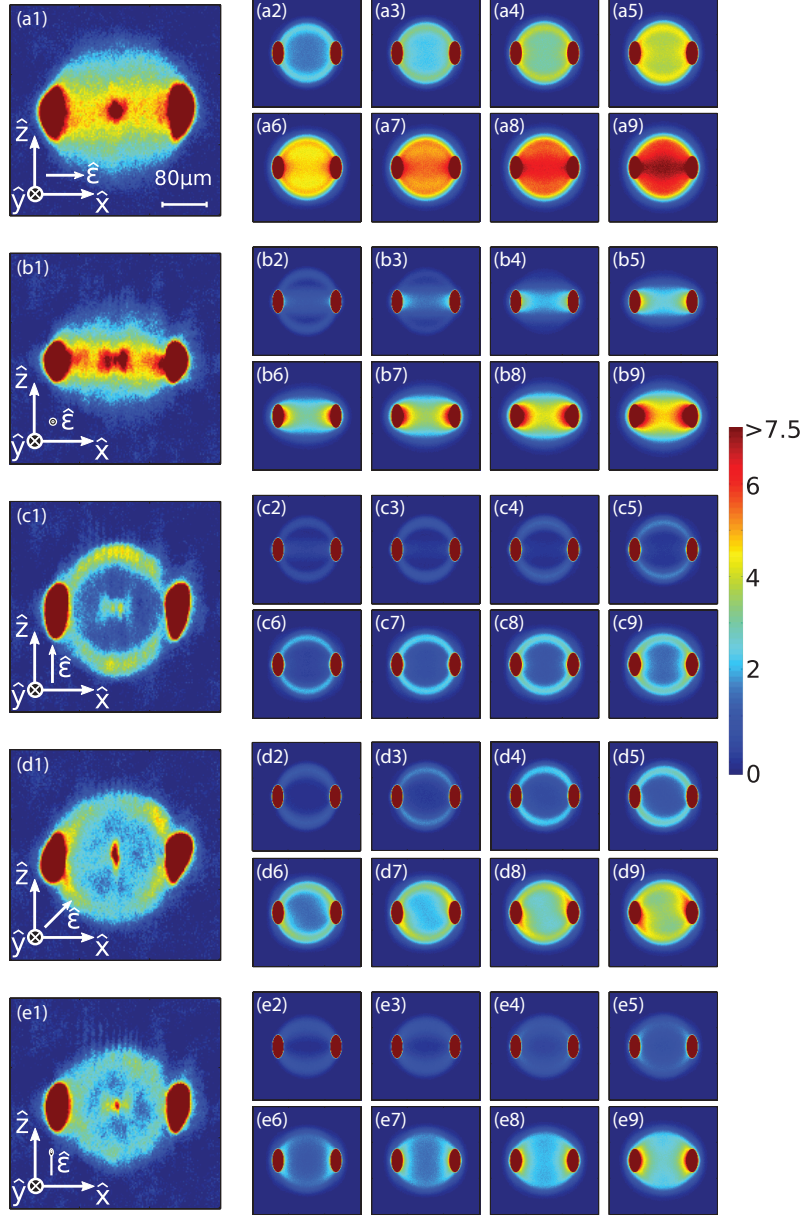 (a1)
ẑ
ε̂
80μm
ŷ
x̂
(a2) (a3) (a4) (a5)
(a6) (a7) (a8) (a9)
(b1)
ẑ
ε̂
ŷ
x̂
(b2) (b3) (b4) (b5)
(b6) (b7) (b8) (b9)
>7.5
6
4
2
0
(c1)
ẑ
ε̂
ŷ
x̂
(c2) (c3) (c4) (c5)
(c6) (c7) (c8) (c9)
(d1)
ẑ
ε̂
ŷ
x̂
(d2) (d3) (d4) (d5)
(d6) (d7) (d8) (d9)
(e1)
ẑ
ε̂
ŷ
x̂
(e2) (e3) (e4) (e5)
(e6) (e7) (e8) (e9)